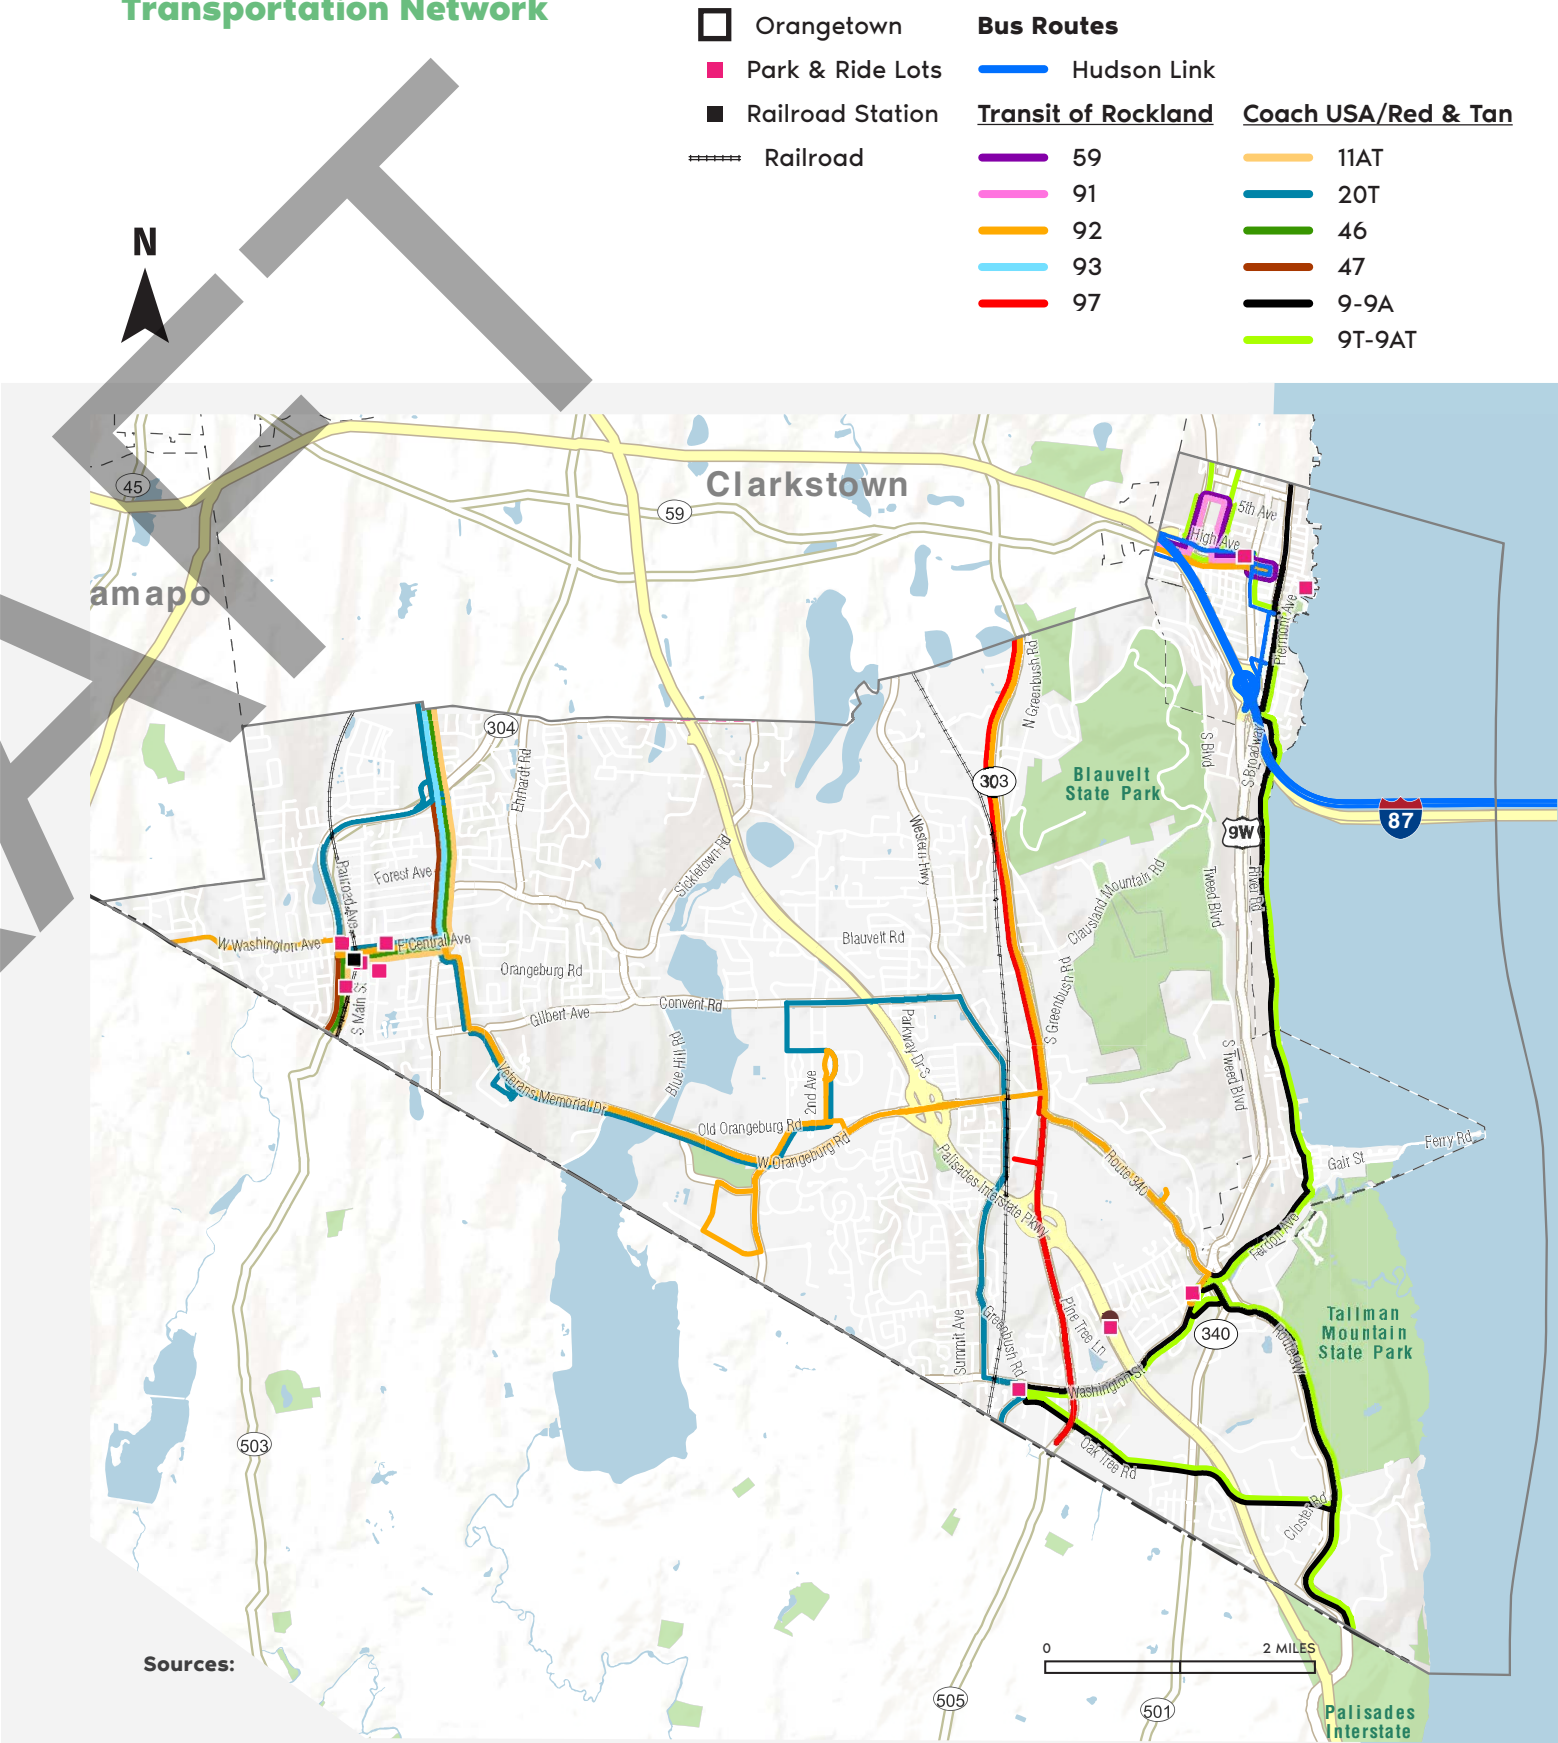 Transportation Network
Orangetown
Park & Ride Lots
Railroad Station
Railroad
Bus Routes
Hudson Link
Transit of Rockland
59
91
92
93
97
Coach USA/Red & Tan
11AT
20T
46
47
9-9A
9T-9AT
N
Clarkstown
amapo
45
59
304
303
5th Ave
High Ave
Piermont Ave
N Greenbush Rd
Blauvelt
State Park
S Blvd
S Broadway
9W
87
Ehrhardt Rd
Sickletown Rd
Western Hwy
Forest Ave
Railroad Ave
W Washington Ave
E Central Ave
Orangeburg Rd
Blauvelt Rd
Clausland Mountain Rd
Tweed Blvd
River Rd
S Main St
Gilbert Ave
Convent Rd
S Greenbush Rd
Parkway Dr S
Blue Hill Rd
S Tweed Blvd
Veterans Memorial Dr
2nd Ave
Old Orangeburg Rd
W Orangeburg Rd
Palisades Interstate Pkwy
Route 340
Gair St
Ferry Rd
Ferdon Ave
Tallman
Mountain
State Park
340
Route 9W
Summit Ave
Greenbush Rd
Pine Tree Ln
Washington St
Oak Tree Rd
Closter Rd
503
505
501
0
2 MILES
Sources:
Palisades
Interstate